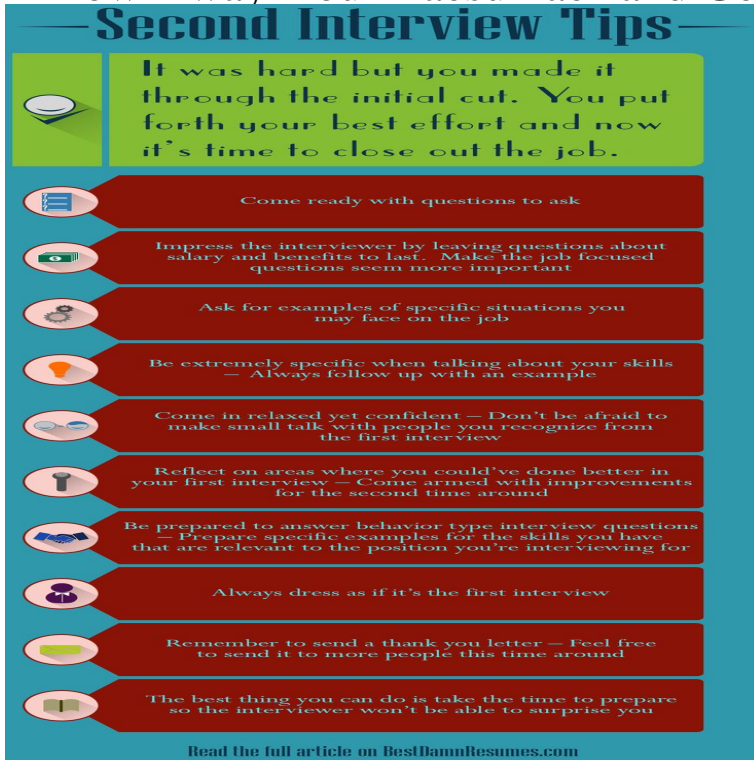 Second Interview Tips
It was hard but you made it
through the initial cut. You put
forth your best effort and now
it's time to close out the job.
Come ready with questions to ask
Impress the interviewer by leaving questions about
salary and benefits to last. Make the job focused
questions seem more important
Ask for examples of specific situations you
may face on the job
Be extremely specific when talking about your skills
– Always follow up with an example
Come in relaxed yet confident – Don't be afraid to
make small talk with people you recognize from
the first interview
Reflect on areas where you could've done better in
your first interview – Come armed with improvements
for the second time around
Be prepared to answer behavior type interview questions
– Prepare specific examples for the skills you have
that are relevant to the position you're interviewing for
Always dress as if it's the first interview
Remember to send a thank you letter – Feel free
to send it to more people this time around
The best thing you can do is take the time to prepare
so the interviewer won't be able to surprise you
Read the full article on BestDamnResumes.com